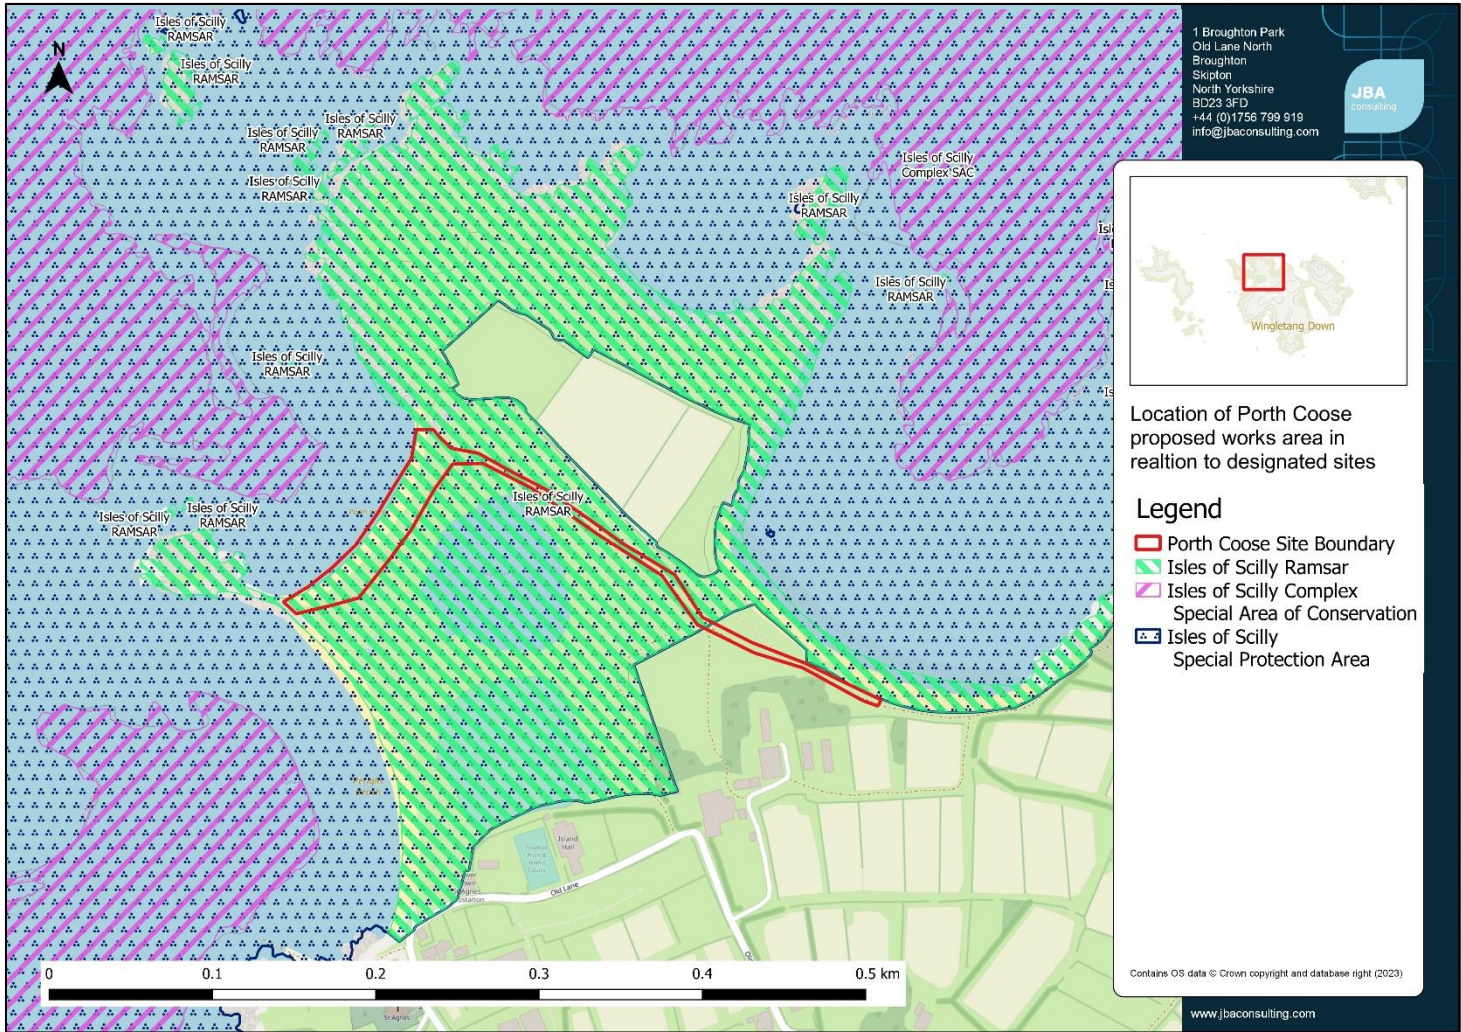 Isles of Scilly
RAMSAR
N
Isles of Scilly
RAMSAR
Isles of Scilly
RAMSAR
Isles of Scilly
RAMSAR
Isles of Scilly
RAMSAR
Isles of Scilly
Complex SAC
Isles of Scilly
RAMSAR
Isles of Scilly
RAMSAR
Isles of Scilly
RAMSAR
Isles of Scilly
RAMSAR
Isles of Scilly
RAMSAR
Isles of Scilly
RAMSAR
Island
Hall
Old Lane
St Agnes
0 0.1 0.2 0.3 0.4 0.5 km
1 Broughton Park
Old Lane North
Broughton
Skipton
North Yorkshire
BD23 3FD
+44 (0)1756 799 919
info@jbaconsulting.com
JBA
consulting
Wingletang Down
Location of Porth Coose
proposed works area in
realtion to designated sites
Legend
Porth Coose Site Boundary
Isles of Scilly Ramsar
Isles of Scilly Complex
Special Area of Conservation
Isles of Scilly
Special Protection Area
Contains OS data © Crown copyright and database right (2023)
www.jbaconsulting.com